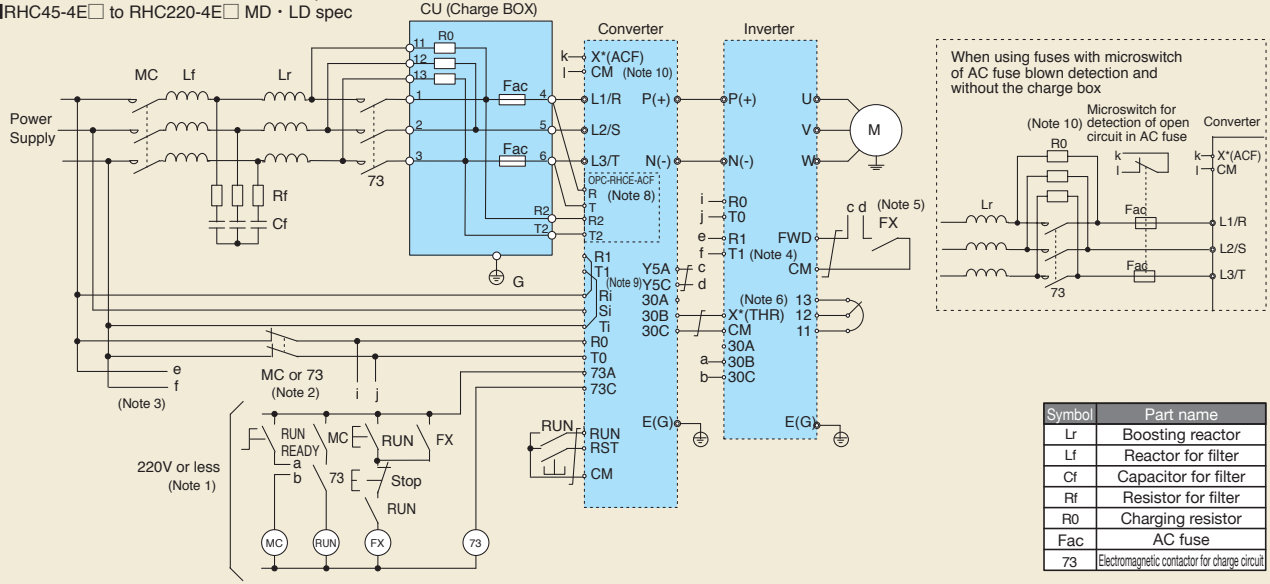 RHC45-4E□ to RHC220-4E□ MD・LD spec
CU (Charge BOX)
Converter
Inverter
MC
Lf
Lr
11
R0
12
13
1
Fac
4
2
5
3
Fac
6
73
Power
Supply
Rf
Cf
R2
T2
G
k
X*(ACF)
l
CM
(Note 10)
L1/R
P(+)
L2/S
L3/T
N(-)
OPC-RHCE-ACF
(Note 8)
R
T
R2
T2
R1
T1
(Note 9)
Ri
Si
Ti
R0
T0
73A
73C
Y5A
c
Y5C
d
30A
30B
30C
RUN
RUN
RST
CM
E(G)
P(+)
U
V
N(-)
W
M
i
R0
j
T0
e
R1
f
T1 (Note 4)
FWD
CM
c d
(Note 5)
FX
(Note 6) 13
X*(THR)
12
CM
11
30A
a
30B
b
30C
E(G)
e
f
(Note 3)
MC or 73
(Note 2)
i
j
220V or less
(Note 1)
RUN
READY
a
b
MC
73
RUN
FX
Stop
RUN
MC
RUN
FX
73
When using fuses with microswitch
of AC fuse blown detection and
without the charge box
Microswitch for
(Note 10) detection of open
circuit in AC fuse
Converter
R0
k
l
k
X*(ACF)
l
CM
Lr
Fac
L1/R
L2/S
Fac
L3/T
73
Symbol Part name
Lr Boosting reactor
Lf Reactor for filter
Cf Capacitor for filter
Rf Resistor for filter
R0 Charging resistor
Fac AC fuse
73 Electromagnetic contactor for charge circuit